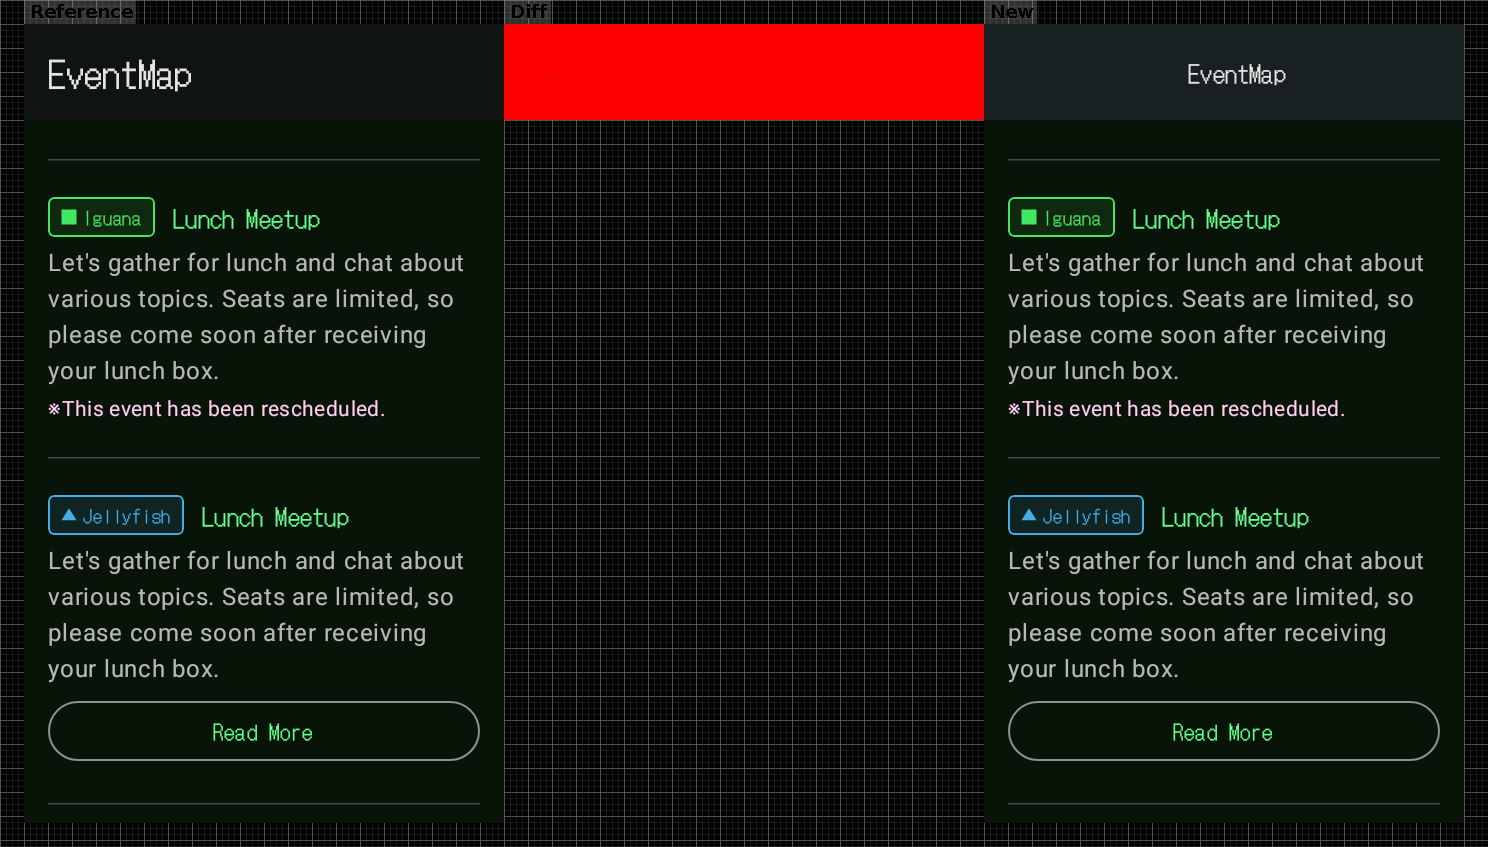 Reference
Diff
New
EventMap
Iguana Lunch Meetup
Let's gather for lunch and chat about
various topics. Seats are limited, so
please come soon after receiving
your lunch box.
※This event has been rescheduled.
Jellyfish Lunch Meetup
Let's gather for lunch and chat about
various topics. Seats are limited, so
please come soon after receiving
your lunch box.
Read More
EventMap
Iguana Lunch Meetup
Let's gather for lunch and chat about
various topics. Seats are limited, so
please come soon after receiving
your lunch box.
※This event has been rescheduled.
Jellyfish Lunch Meetup
Let's gather for lunch and chat about
various topics. Seats are limited, so
please come soon after receiving
your lunch box.
Read More